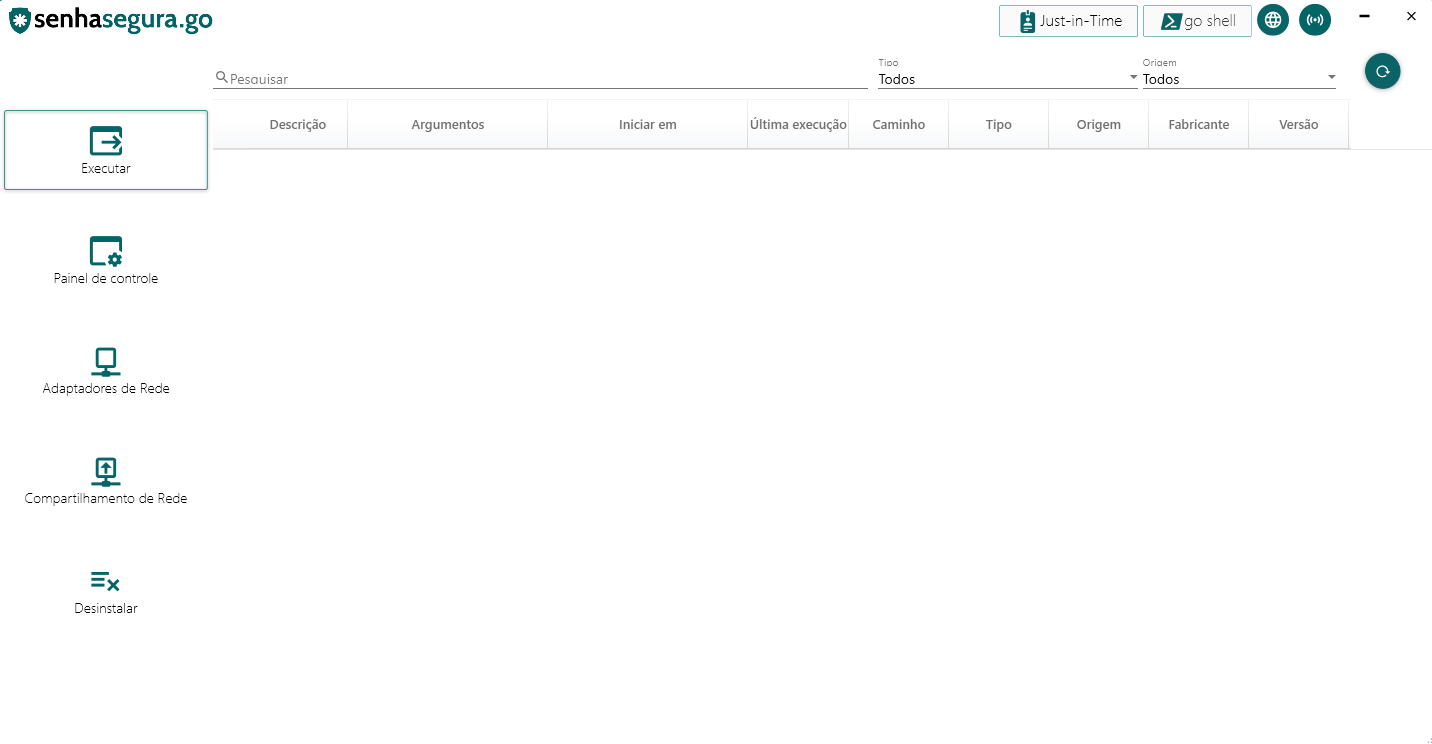 senhasegura.go
Just-in-Time
go shell
Pesquisar
Tipo
Todos
Origem
Todos
Descrição
Argumentos
Iniciar em
Última execução
Caminho
Tipo
Origem
Fabricante
Versão
Executar
Painel de controle
Adaptadores de Rede
Compartilhamento de Rede
Desinstalar